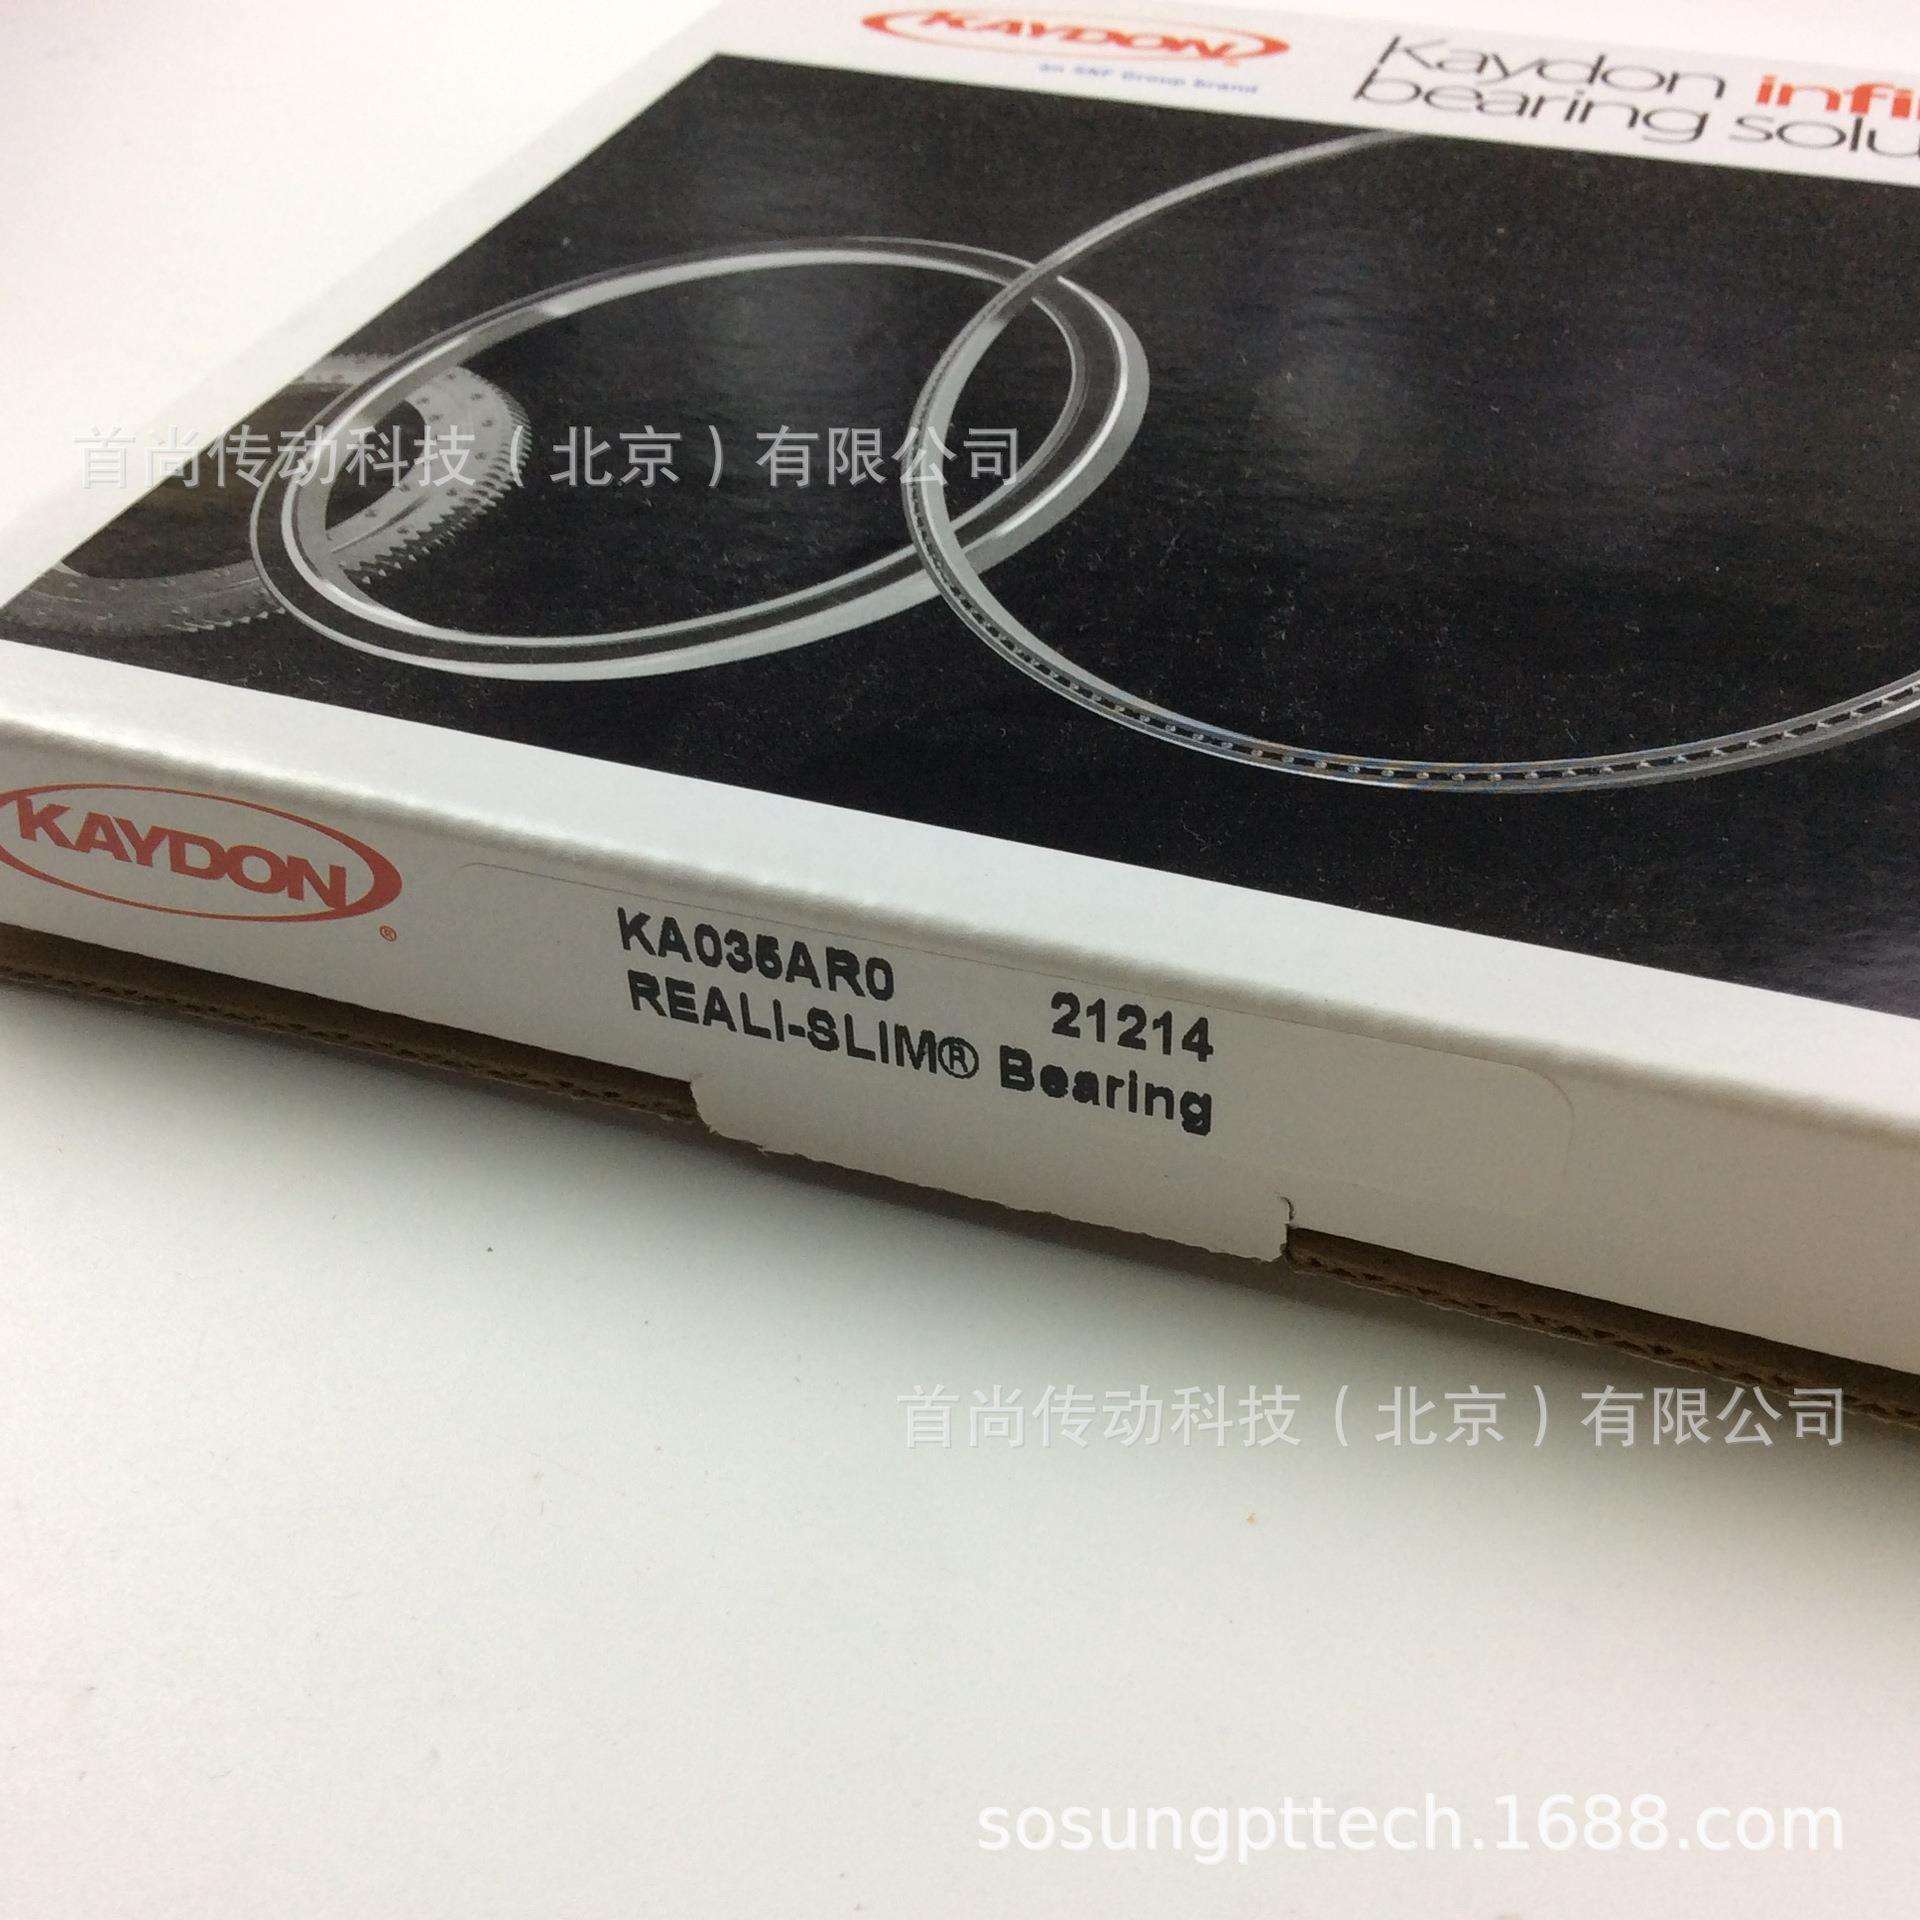 KAYDON
an SKF Group brand
Kaydon infi
bearing solu
首尚传动科技（北京）有限公司
KAYDON®
KA035AR0 21214
REALI-SLIM® Bearing
首尚传动科技（北京）有限公司
sosungpttech.1688.com